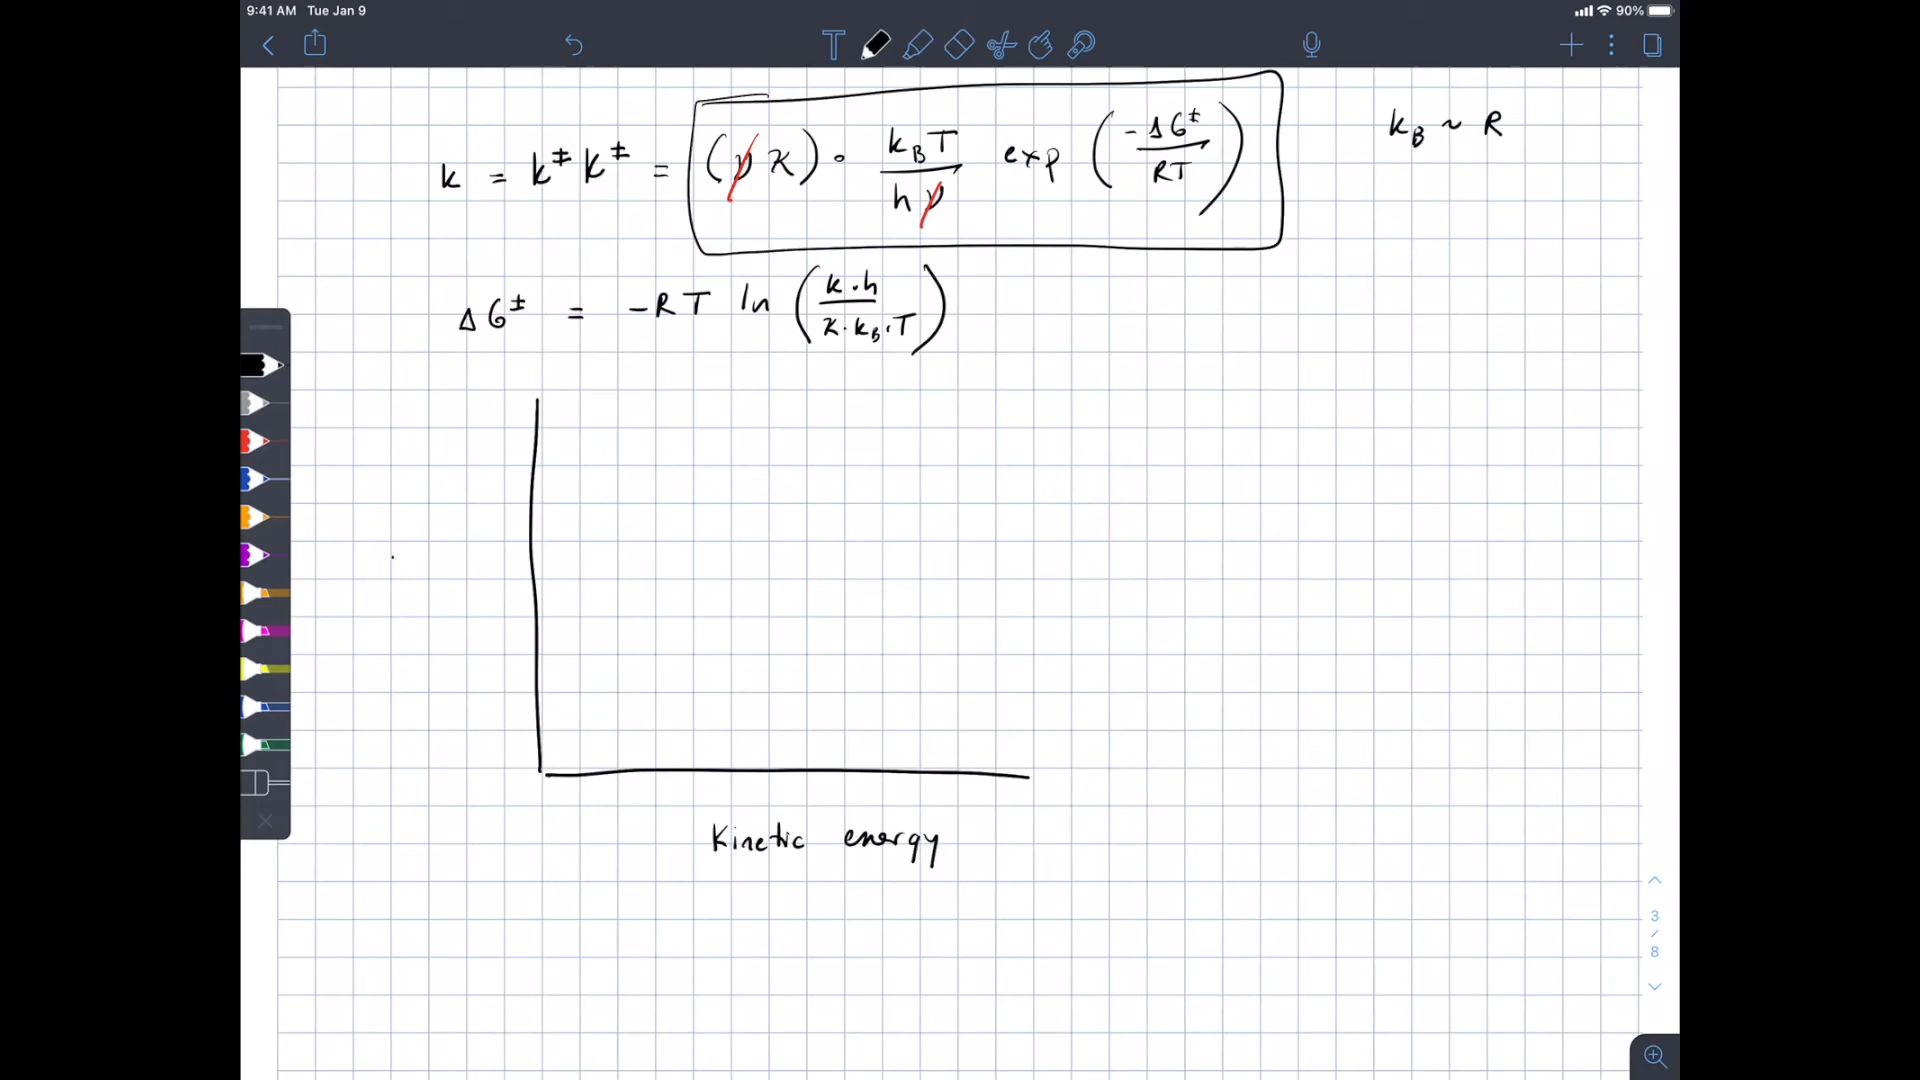 9:41 AM Tue Jan 9
90%
T
k = k‡ K‡ = (ν κ) · k_B T / hν exp (-ΔG‡ / RT)
k_B ~ R
ΔG‡ = -RT ln (k·h / κ·k_B·T)
Kinetic energy
3
/
8